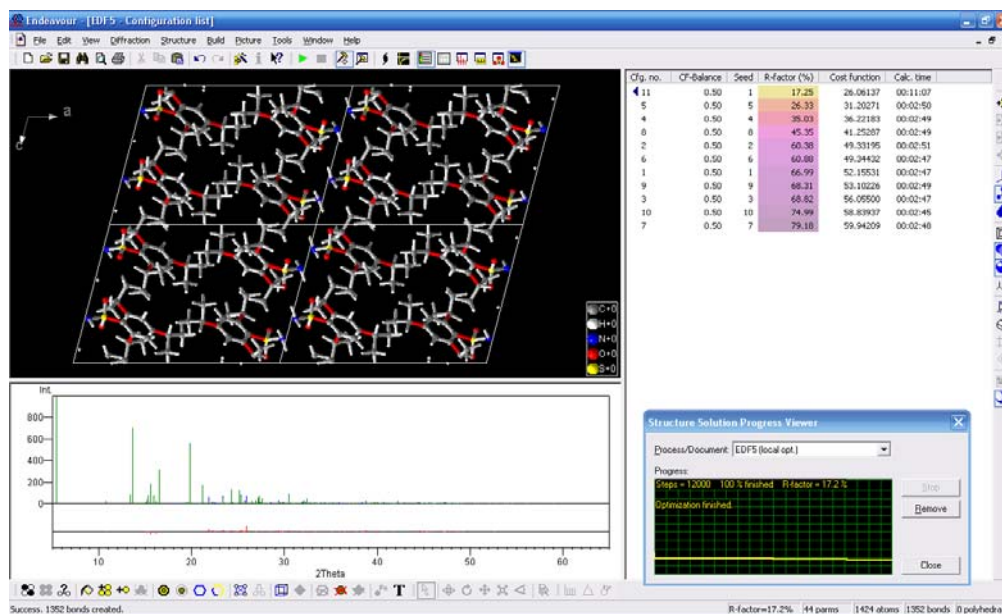 Endeavour - [EDF5 - Configuration list]
File Edit View Diffraction Structure Build Picture Tools Window Help
a
c
C+0
H+0
N+0
O+0
S+0
Cfg. no. CF-Balance Seed R-factor (%) Cost function Calc. time
11 0.50 1 17.25 26.06137 00:11:07
5 0.50 5 26.33 31.20271 00:02:50
4 0.50 4 35.03 36.22183 00:02:49
8 0.50 8 45.35 41.25287 00:02:49
2 0.50 2 60.38 49.33195 00:02:51
6 0.50 6 60.88 49.34432 00:02:47
1 0.50 1 66.99 52.15531 00:02:47
9 0.50 9 68.31 53.10226 00:02:49
3 0.50 3 68.82 56.05500 00:02:47
10 0.50 10 74.99 58.83937 00:02:45
7 0.50 7 79.18 59.94209 00:02:48
Int.
800
600
400
200
0
10 20 30 40 50 60
2Theta
Structure Solution Progress Viewer
Process/Document: EDF5 (local opt.)
Progress:
Steps = 12000 100 % finished R-factor = 17.2 %
Optimization finished.
Stop
Remove
Close
T
Success. 1352 bonds created.
R-factor=17.2% 44 parms 1424 atoms 1352 bonds 0 polyhedra